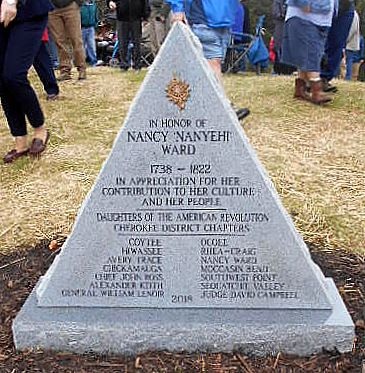 IN HONOR OF
NANCY 'NANYEHI'
WARD
1738 - 1822
IN APPRECIATION FOR HER
CONTRIBUTION TO HER CULTURE
AND HER PEOPLE
DAUGHTERS OF THE AMERICAN REVOLUTION
CHEROKEE DISTRICT CHAPTERS
COYTEE OCOEE
HIWASSEE RHEA-CRAIG
AVERY TRACE NANCY WARD
CHICKAMAUGA MOCCASIN BEND
CHIEF JOHN ROSS SOUTHWEST POINT
ALEXANDER KEITH SEQUATCHIE VALLEY
GENERAL WILLIAM LENOIR 2018 JUDGE DAVID CAMPBELL